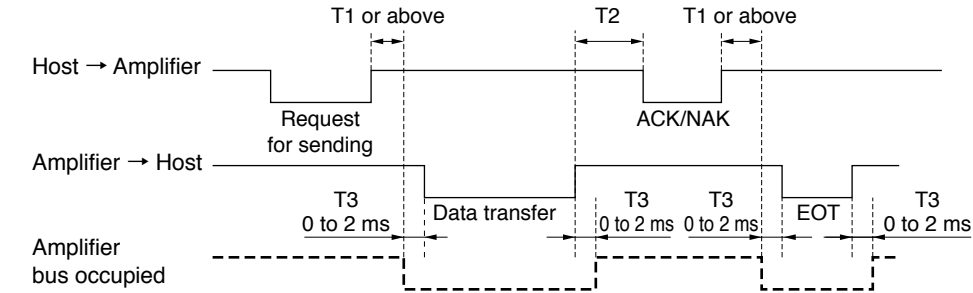 T1 or above
T2
T1 or above
Host → Amplifier
Request
for sending
ACK/NAK
Amplifier → Host
Data transfer
EOT
T3
0 to 2 ms
T3
0 to 2 ms
T3
0 to 2 ms
T3
0 to 2 ms
Amplifier
bus occupied